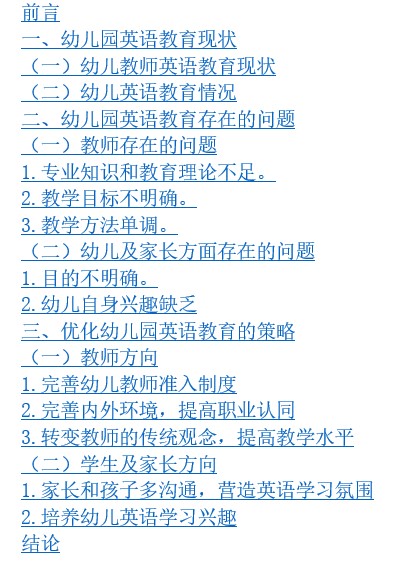 前言
一、幼儿园英语教育现状
（一）幼儿教师英语教育现状
（二）幼儿英语教育情况
二、幼儿园英语教育存在的问题
（一）教师存在的问题
1.专业知识和教育理论不足。
2.教学目标不明确。
3.教学方法单调。
（二）幼儿及家长方面存在的问题
1.目的不明确。
2.幼儿自身兴趣缺乏
三、优化幼儿园英语教育的策略
（一）教师方向
1.完善幼儿教师准入制度
2.完善内外环境，提高职业认同
3.转变教师的传统观念，提高教学水平
（二）学生及家长方向
1.家长和孩子多沟通，营造英语学习氛围
2.培养幼儿英语学习兴趣
结论